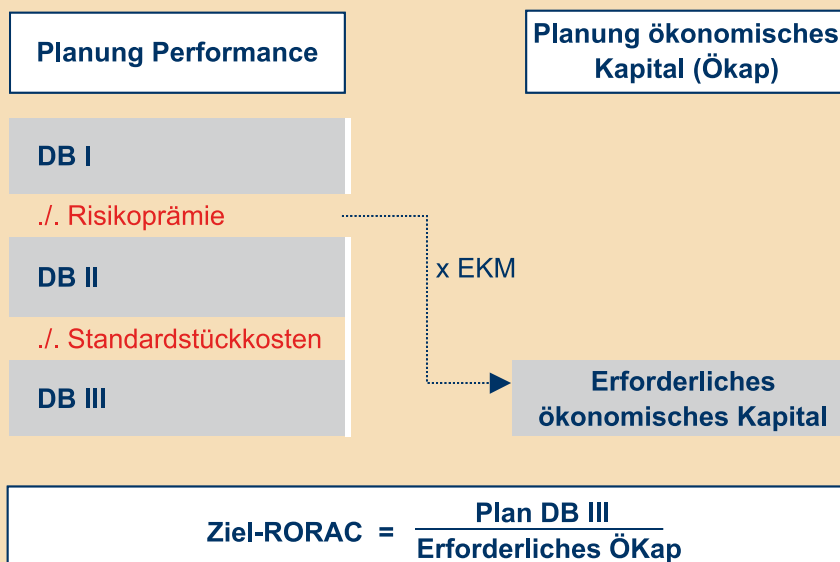 Planung Performance
Planung ökonomisches
Kapital (Ökap)
DB I
./. Risikoprämie
DB II
x EKM
./. Standardstückkosten
DB III
Erforderliches
ökonomisches Kapital
Ziel-RORAC = Plan DB III
Erforderliches ÖKap